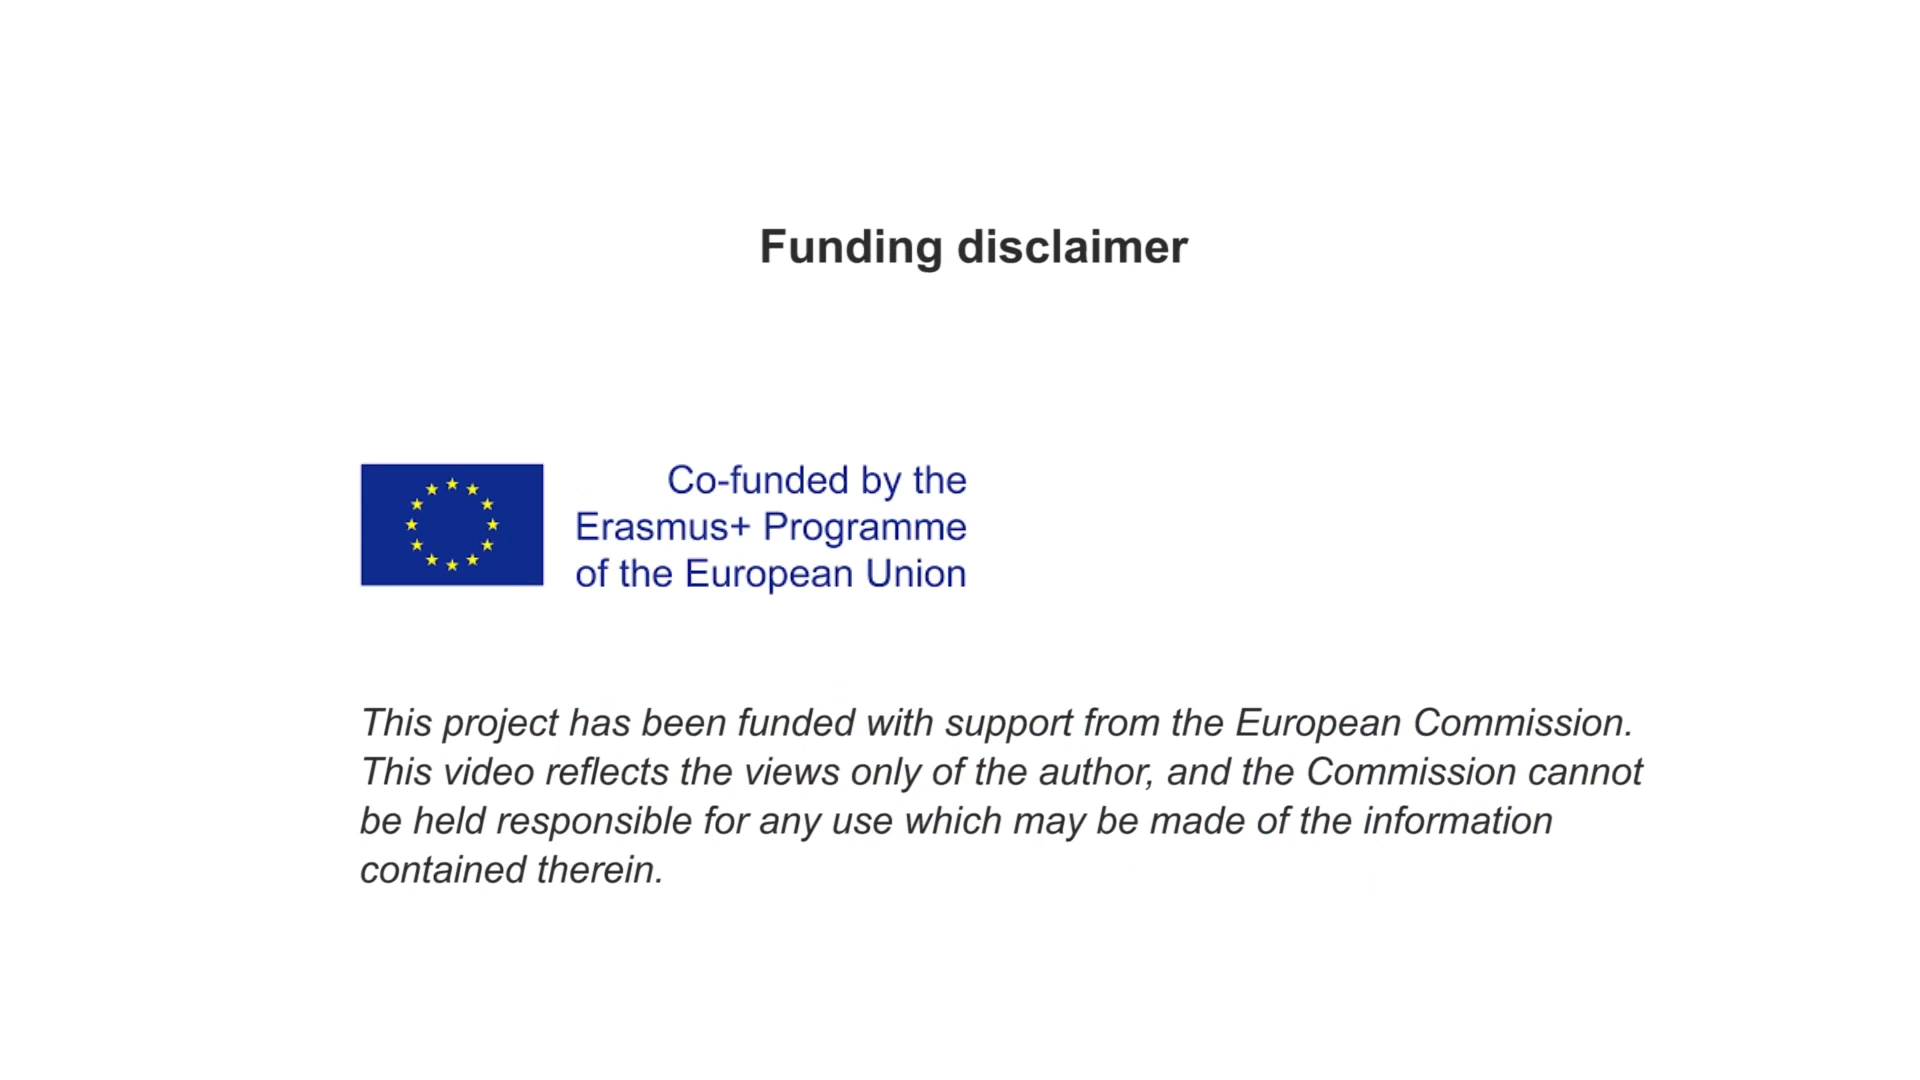 Funding disclaimer
Co-funded by the
Erasmus+ Programme
of the European Union
This project has been funded with support from the European Commission.
This video reflects the views only of the author, and the Commission cannot
be held responsible for any use which may be made of the information
contained therein.